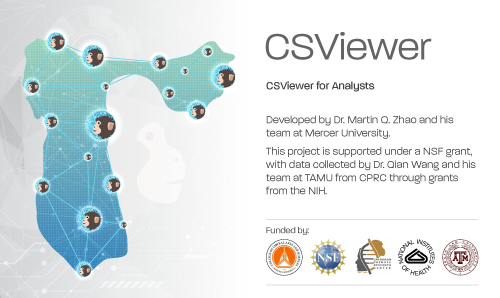 CSViewer
CSViewer for Analysts
Developed by Dr. Martin Q. Zhao and his
team at Mercer University.
This project is supported under a NSF grant,
with data collected by Dr. Qian Wang and his
team at TAMU from CPRC through grants
from the NIH.
Funded by:
NSF
NATIONAL INSTITUTES
OF HEALTH
ATM